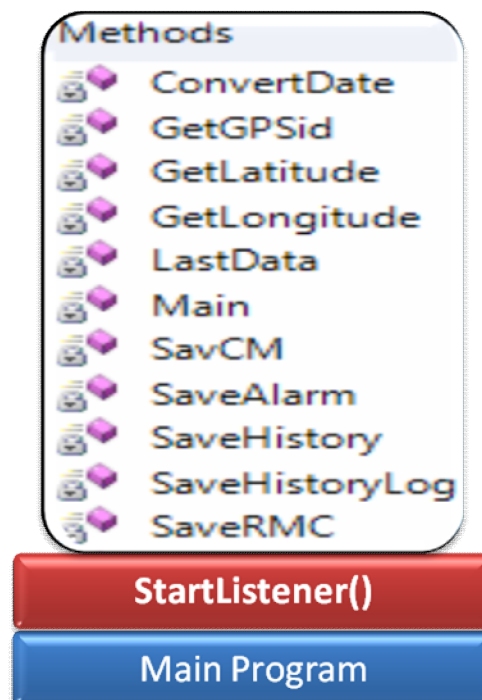 Methods
ConvertDate
GetGPSid
GetLatitude
GetLongitude
LastData
Main
SavCM
SaveAlarm
SaveHistory
SaveHistoryLog
SaveRMC
StartListener()
Main Program